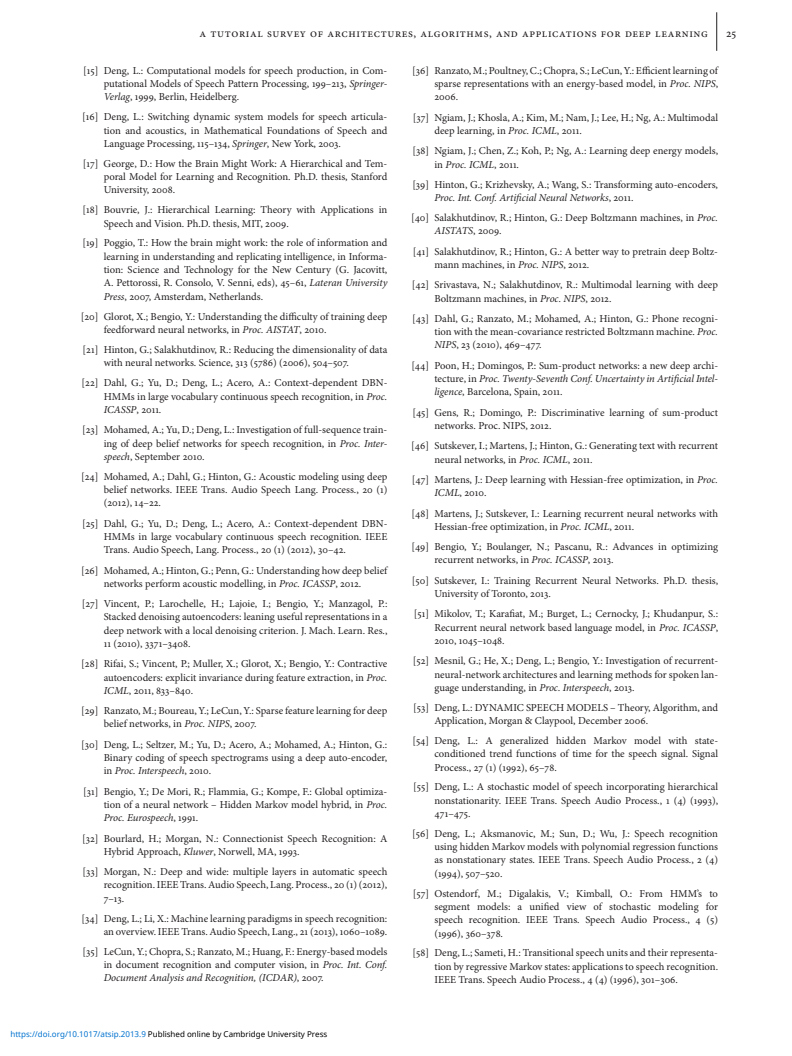 A TUTORIAL SURVEY OF ARCHITECTURES, ALGORITHMS, AND APPLICATIONS FOR DEEP LEARNING 25
[15] Deng, L.: Computational models for speech production, in Com-
putational Models of Speech Pattern Processing, 199–213, Springer-
Verlag, 1999, Berlin, Heidelberg.
[16] Deng, L.: Switching dynamic system models for speech articula-
tion and acoustics, in Mathematical Foundations of Speech and
Language Processing, 115–134, Springer, New York, 2003.
[17] George, D.: How the Brain Might Work: A Hierarchical and Tem-
poral Model for Learning and Recognition. Ph.D. thesis, Stanford
University, 2008.
[18] Bouvrie, J.: Hierarchical Learning: Theory with Applications in
Speech and Vision. Ph.D. thesis, MIT, 2009.
[19] Poggio, T.: How the brain might work: the role of information and
learning in understanding and replicating intelligence, in Informa-
tion: Science and Technology for the New Century (G. Jacovitt,
A. Pettorossi, R. Consolo, V. Senni, eds), 45–61, Lateran University
Press, 2007, Amsterdam, Netherlands.
[20] Glorot, X.; Bengio, Y.: Understanding the difficulty of training deep
feedforward neural networks, in Proc. AISTAT, 2010.
[21] Hinton, G.; Salakhutdinov, R.: Reducing the dimensionality of data
with neural networks. Science, 313 (5786) (2006), 504–507.
[22] Dahl, G.; Yu, D.; Deng, L.; Acero, A.: Context-dependent DBN-
HMMs in large vocabulary continuous speech recognition, in Proc.
ICASSP, 2011.
[23] Mohamed, A.; Yu, D.; Deng, L.: Investigation of full-sequence train-
ing of deep belief networks for speech recognition, in Proc. Inter-
speech, September 2010.
[24] Mohamed, A.; Dahl, G.; Hinton, G.: Acoustic modeling using deep
belief networks. IEEE Trans. Audio Speech Lang. Process., 20 (1)
(2012), 14–22.
[25] Dahl, G.; Yu, D.; Deng, L.; Acero, A.: Context-dependent DBN-
HMMs in large vocabulary continuous speech recognition. IEEE
Trans. Audio Speech, Lang. Process., 20 (1) (2012), 30–42.
[26] Mohamed, A.; Hinton, G.; Penn, G.: Understanding how deep belief
networks perform acoustic modelling, in Proc. ICASSP, 2012.
[27] Vincent, P.; Larochelle, H.; Lajoie, I.; Bengio, Y.; Manzagol, P.:
Stacked denoising autoencoders: leaning useful representations in a
deep network with a local denoising criterion. J. Mach. Learn. Res.,
11 (2010), 3371–3408.
[28] Rifai, S.; Vincent, P.; Muller, X.; Glorot, X.; Bengio, Y.: Contractive
autoencoders: explicit invariance during feature extraction, in Proc.
ICML, 2011, 833–840.
[29] Ranzato, M.; Boureau, Y.; LeCun, Y.: Sparse feature learning for deep
belief networks, in Proc. NIPS, 2007.
[30] Deng, L.; Seltzer, M.; Yu, D.; Acero, A.; Mohamed, A.; Hinton, G.:
Binary coding of speech spectrograms using a deep auto-encoder,
in Proc. Interspeech, 2010.
[31] Bengio, Y.; De Mori, R.; Flammia, G.; Kompe, F.: Global optimiza-
tion of a neural network – Hidden Markov model hybrid, in Proc.
Proc. Eurospeech, 1991.
[32] Bourlard, H.; Morgan, N.: Connectionist Speech Recognition: A
Hybrid Approach, Kluwer, Norwell, MA, 1993.
[33] Morgan, N.: Deep and wide: multiple layers in automatic speech
recognition. IEEE Trans. Audio Speech, Lang. Process., 20 (1) (2012),
7–13.
[34] Deng, L.; Li, X.: Machine learning paradigms in speech recognition:
an overview. IEEE Trans. Audio Speech, Lang., 21 (2013), 1060–1089.
[35] LeCun, Y.; Chopra, S.; Ranzato, M.; Huang, F.: Energy-based models
in document recognition and computer vision, in Proc. Int. Conf.
Document Analysis and Recognition, (ICDAR), 2007.
[36] Ranzato, M.; Poultney, C.; Chopra, S.; LeCun, Y.: Efficient learning of
sparse representations with an energy-based model, in Proc. NIPS,
2006.
[37] Ngiam, J.; Khosla, A.; Kim, M.; Nam, J.; Lee, H.; Ng, A.: Multimodal
deep learning, in Proc. ICML, 2011.
[38] Ngiam, J.; Chen, Z.; Koh, P.; Ng, A.: Learning deep energy models,
in Proc. ICML, 2011.
[39] Hinton, G.; Krizhevsky, A.; Wang, S.: Transforming auto-encoders,
Proc. Int. Conf. Artificial Neural Networks, 2011.
[40] Salakhutdinov, R.; Hinton, G.: Deep Boltzmann machines, in Proc.
AISTATS, 2009.
[41] Salakhutdinov, R.; Hinton, G.: A better way to pretrain deep Boltz-
mann machines, in Proc. NIPS, 2012.
[42] Srivastava, N.; Salakhutdinov, R.: Multimodal learning with deep
Boltzmann machines, in Proc. NIPS, 2012.
[43] Dahl, G.; Ranzato, M.; Mohamed, A.; Hinton, G.: Phone recogni-
tion with the mean-covariance restricted Boltzmann machine. Proc.
NIPS, 23 (2010), 469–477.
[44] Poon, H.; Domingos, P.: Sum-product networks: a new deep archi-
tecture, in Proc. Twenty-Seventh Conf. Uncertainty in Artificial Intel-
ligence, Barcelona, Spain, 2011.
[45] Gens, R.; Domingo, P.: Discriminative learning of sum-product
networks. Proc. NIPS, 2012.
[46] Sutskever, I.; Martens, J.; Hinton, G.: Generating text with recurrent
neural networks, in Proc. ICML, 2011.
[47] Martens, J.: Deep learning with Hessian-free optimization, in Proc.
ICML, 2010.
[48] Martens, J.; Sutskever, I.: Learning recurrent neural networks with
Hessian-free optimization, in Proc. ICML, 2011.
[49] Bengio, Y.; Boulanger, N.; Pascanu, R.: Advances in optimizing
recurrent networks, in Proc. ICASSP, 2013.
[50] Sutskever, I.: Training Recurrent Neural Networks. Ph.D. thesis,
University of Toronto, 2013.
[51] Mikolov, T.; Karafiat, M.; Burget, L.; Cernocky, J.; Khudanpur, S.:
Recurrent neural network based language model, in Proc. ICASSP,
2010, 1045–1048.
[52] Mesnil, G.; He, X.; Deng, L.; Bengio, Y.: Investigation of recurrent-
neural-network architectures and learning methods for spoken lan-
guage understanding, in Proc. Interspeech, 2013.
[53] Deng, L.: DYNAMIC SPEECH MODELS – Theory, Algorithm, and
Application, Morgan & Claypool, December 2006.
[54] Deng, L.: A generalized hidden Markov model with state-
conditioned trend functions of time for the speech signal. Signal
Process., 27 (1) (1992), 65–78.
[55] Deng, L.: A stochastic model of speech incorporating hierarchical
nonstationarity. IEEE Trans. Speech Audio Process., 1 (4) (1993),
471–475.
[56] Deng, L.; Aksmanovic, M.; Sun, D.; Wu, J.: Speech recognition
using hidden Markov models with polynomial regression functions
as nonstationary states. IEEE Trans. Speech Audio Process., 2 (4)
(1994), 507–520.
[57] Ostendorf, M.; Digalakis, V.; Kimball, O.: From HMM's to
segment models: a unified view of stochastic modeling for
speech recognition. IEEE Trans. Speech Audio Process., 4 (5)
(1996), 360–378.
[58] Deng, L.; Sameti, H.: Transitional speech units and their representa-
tion by regressive Markov states: applications to speech recognition.
IEEE Trans. Speech Audio Process., 4 (4) (1996), 301–306.
https://doi.org/10.1017/atsip.2013.9 Published online by Cambridge University Press